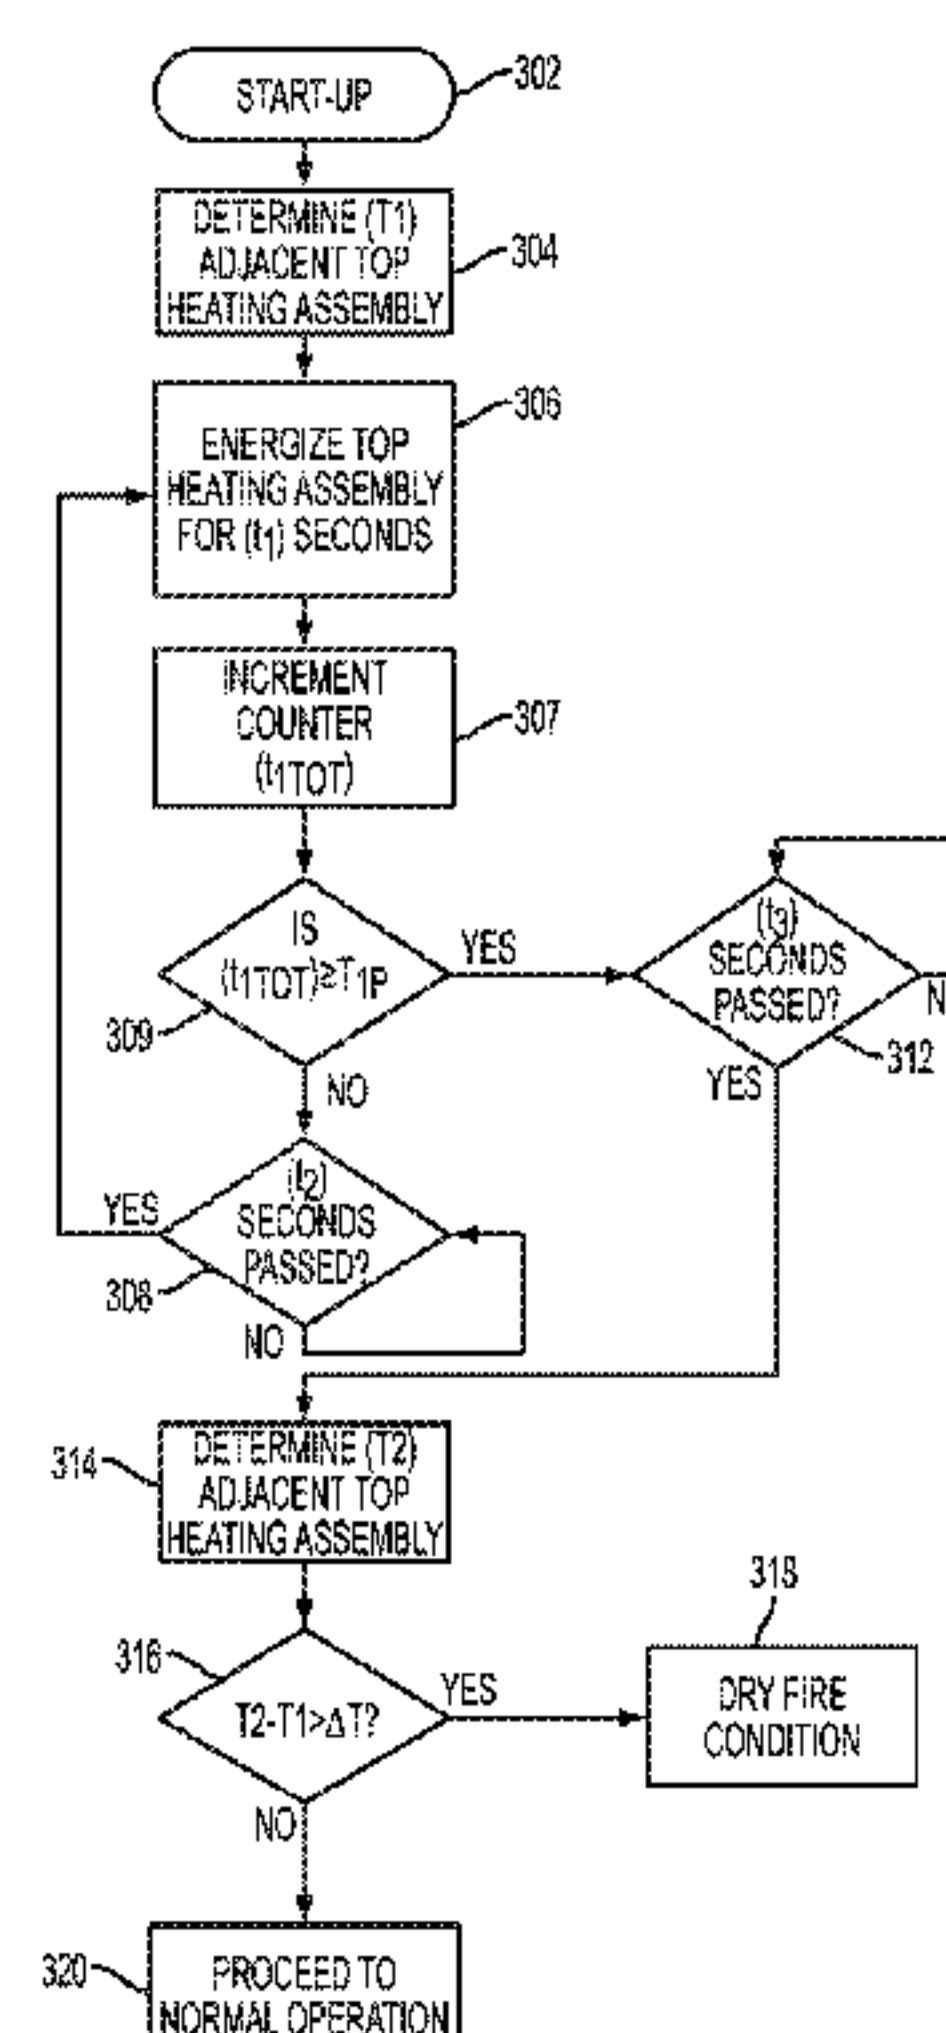 START-UP
302
DETERMINE (T1)
ADJACENT TOP
HEATING ASSEMBLY
304
ENERGIZE TOP
HEATING ASSEMBLY
FOR (t1) SECONDS
306
INCREMENT
COUNTER
(t1TOT)
307
IS
(t1TOT)≥T1P
309
YES
NO
(t3)
SECONDS
PASSED?
312
YES
N
(t2)
SECONDS
PASSED?
308
YES
NO
DETERMINE (T2)
ADJACENT TOP
HEATING ASSEMBLY
314
T2-T1>ΔT?
316
YES
NO
318
DRY FIRE
CONDITION
320
PROCEED TO
NORMAL OPERATION